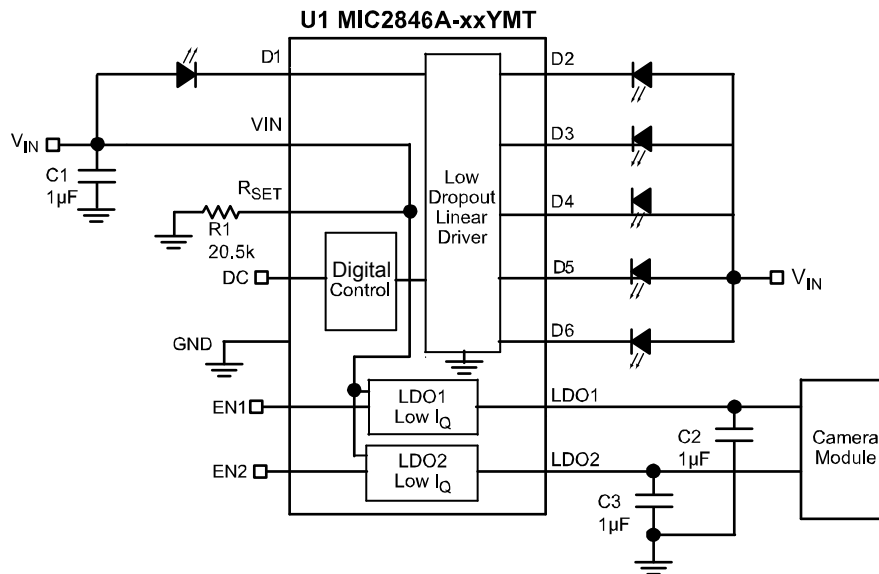 U1 MIC2846A-xxYMT
D1
D2
VIN
D3
VIN
C1
1µF
RSET
Low
Dropout
Linear
Driver
D4
R1
20.5k
DC
Digital
Control
D5
VIN
GND
D6
EN1
LDO1
Low IQ
LDO1
C2
1µF
Camera
Module
EN2
LDO2
Low IQ
LDO2
C3
1µF